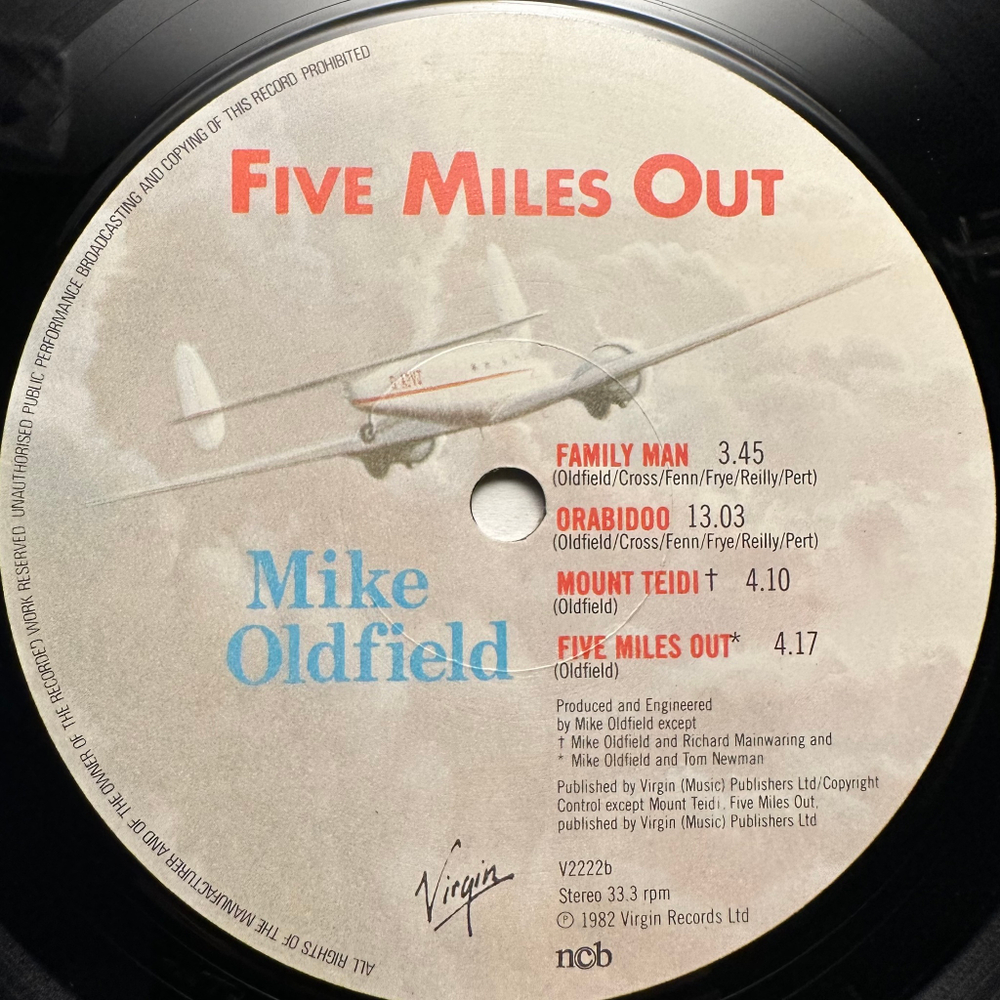 ALL RIGHTS OF THE MANUFACTURER AND OF THE OWNER OF THE RECORDED WORK RESERVED UNAUTHORISED PUBLIC PERFORMANCE BROADCASTING AND COPYING OF THIS RECORD PROHIBITED
FIVE MILES OUT
Mike
Oldfield
FAMILY MAN 3.45
(Oldfield/Cross/Fenn/Frye/Reilly/Pert)
ORABIDOO 13.03
(Oldfield/Cross/Fenn/Frye/Reilly/Pert)
MOUNT TEIDI † 4.10
(Oldfield)
FIVE MILES OUT* 4.17
(Oldfield)
Produced and Engineered
by Mike Oldfield except
† Mike Oldfield and Richard Mainwaring and
* Mike Oldfield and Tom Newman
Published by Virgin (Music) Publishers Ltd/Copyright
Control except Mount Teidi, Five Miles Out,
published by Virgin (Music) Publishers Ltd
Virgin
V2222b
Stereo 33.3 rpm
℗ 1982 Virgin Records Ltd
n©b